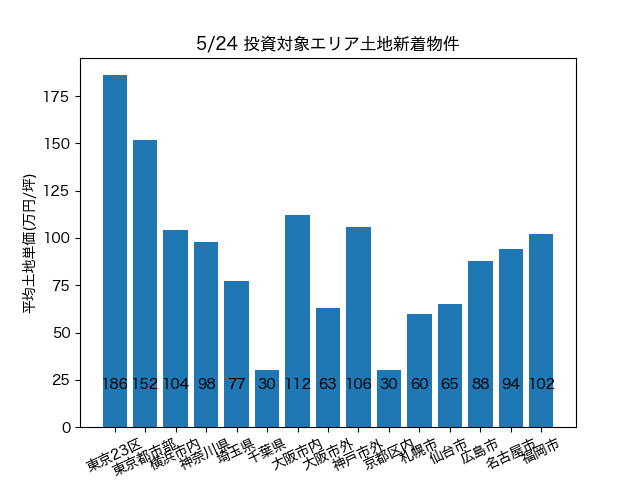 5/24 投資対象エリア土地新着物件
平均土地単価(万円/坪)
175
150
125
100
75
50
25
0
186 152 104 98 77 30 112 63 106 30 60 65 88 94 102
東京23区 東京都市部 横浜市内 神奈川県 埼玉県 千葉県 大阪市内 大阪市外 神戸市外 京都区内 札幌市 仙台市 広島市 名古屋市 福岡市